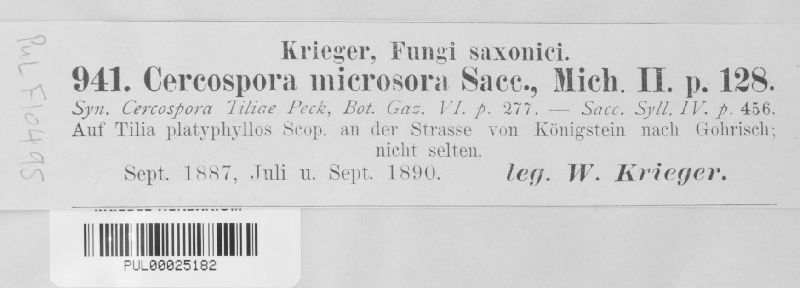 Krieger, Fungi saxonici.
941. Cercospora microsora Sacc., Mich. II. p. 128.
Syn. Cercospora Tiliae Peck, Bot. Gaz. VI. p. 277. — Sacc. Syll. IV. p. 456.
Auf Tilia platyphyllos Scop. an der Strasse von Königstein nach Gohrisch;
nicht selten.
Sept. 1887, Juli u. Sept. 1890. leg. W. Krieger.
PUL F10495
PUL00025182